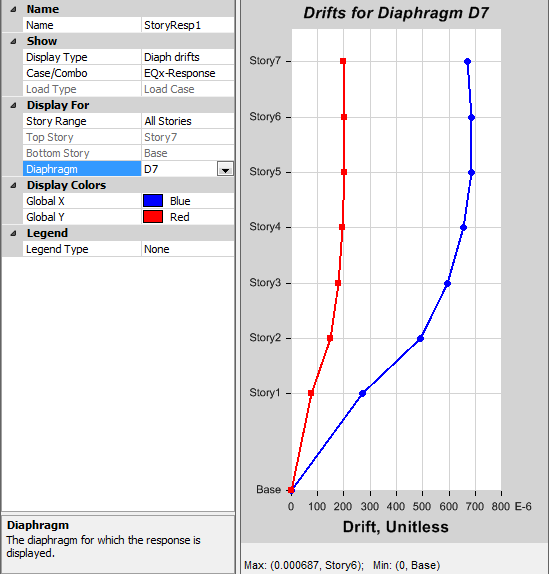 Name
Name StoryResp1
Show
Display Type Diaph drifts
Case/Combo EQx-Response
Load Type Load Case
Display For
Story Range All Stories
Top Story Story7
Bottom Story Base
Diaphragm D7
Display Colors
Global X Blue
Global Y Red
Legend
Legend Type None
Diaphragm
The diaphragm for which the response is
displayed.
Drifts for Diaphragm D7
Story7
Story6
Story5
Story4
Story3
Story2
Story1
Base
0 100 200 300 400 500 600 700 800 E-6
Drift, Unitless
Max: (0.000687, Story6); Min: (0, Base)